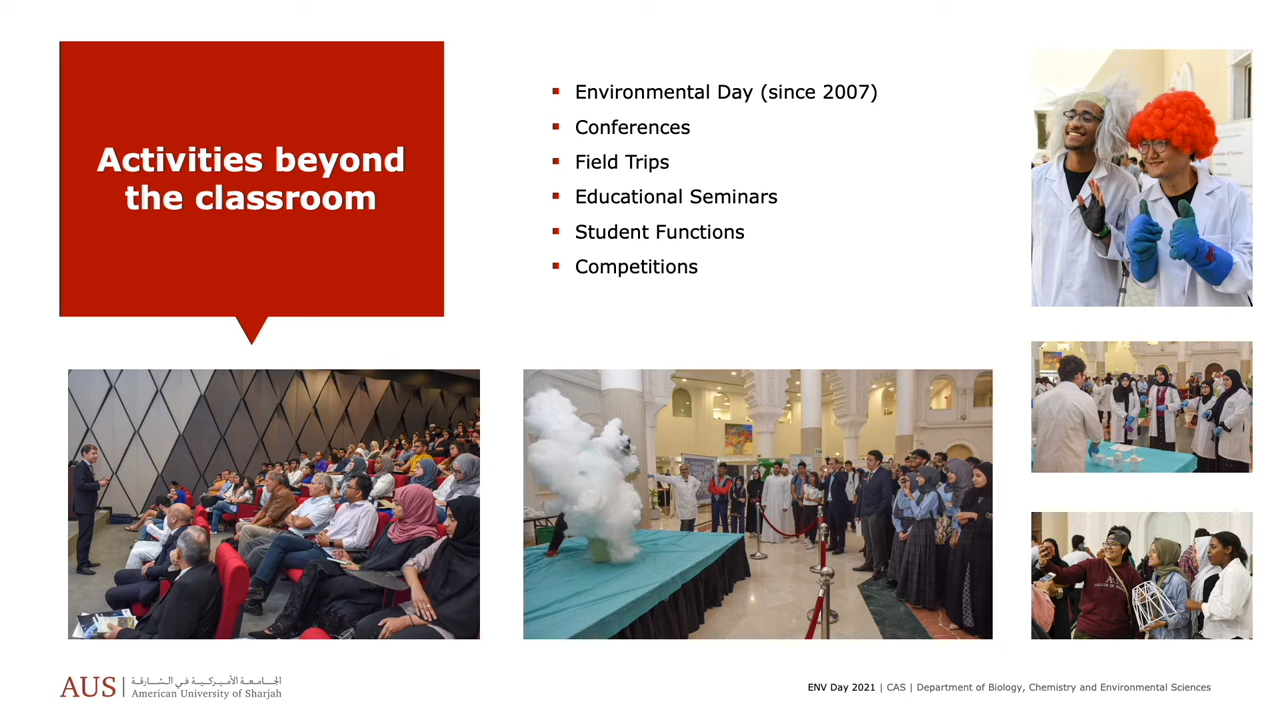 Activities beyond
the classroom
Environmental Day (since 2007)
Conferences
Field Trips
Educational Seminars
Student Functions
Competitions
AUS
الجامعة الأميركية في الشارقة
American University of Sharjah
ENV Day 2021 | CAS | Department of Biology, Chemistry and Environmental Sciences